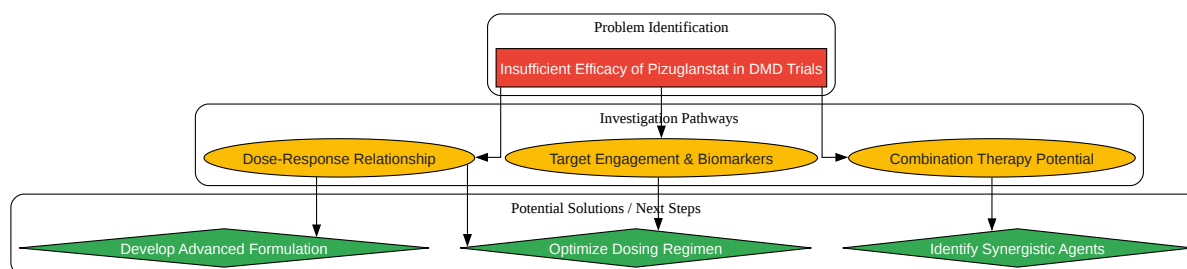 Problem Identification
Insufficient Efficacy of Pizuglanstat in DMD Trials
Investigation Pathways
Dose-Response Relationship
Target Engagement & Biomarkers
Combination Therapy Potential
Potential Solutions / Next Steps
Develop Advanced Formulation
Optimize Dosing Regimen
Identify Synergistic Agents